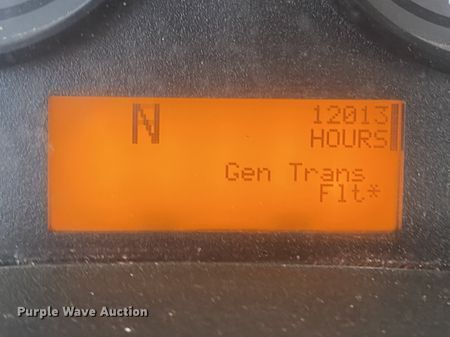 N
12013
HOURS
Gen Trans
Flt*
Purple Wave Auction